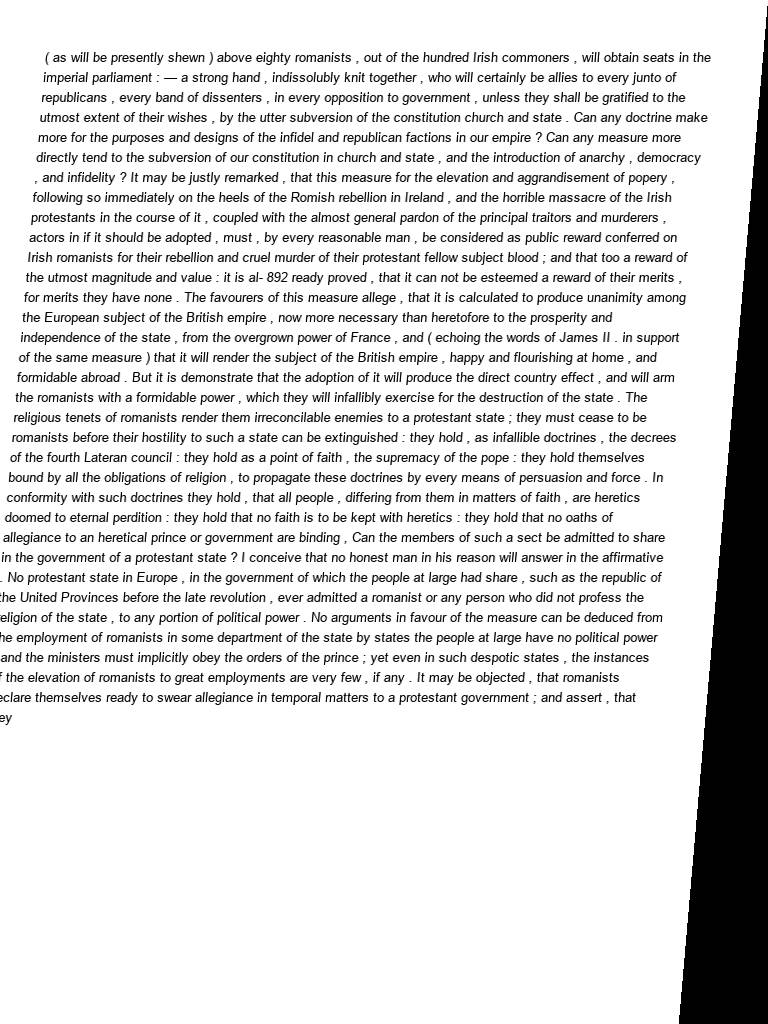 ( as will be presently shewn ) above eighty romanists , out of the hundred Irish commoners , will obtain seats in the
imperial parliament : — a strong hand , indissolubly knit together , who will certainly be allies to every junto of
republicans , every band of dissenters , in every opposition to government , unless they shall be gratified to the
utmost extent of their wishes , by the utter subversion of the constitution church and state . Can any doctrine make
more for the purposes and designs of the infidel and republican factions in our empire ? Can any measure more
directly tend to the subversion of our constitution in church and state , and the introduction of anarchy , democracy
, and infidelity ? It may be justly remarked , that this measure for the elevation and aggrandisement of popery ,
following so immediately on the heels of the Romish rebellion in Ireland , and the horrible massacre of the Irish
protestants in the course of it , coupled with the almost general pardon of the principal traitors and murderers ,
actors in if it should be adopted , must , by every reasonable man , be considered as public reward conferred on
Irish romanists for their rebellion and cruel murder of their protestant fellow subject blood ; and that too a reward of
the utmost magnitude and value : it is al- 892 ready proved , that it can not be esteemed a reward of their merits ,
for merits they have none . The favourers of this measure allege , that it is calculated to produce unanimity among
the European subject of the British empire , now more necessary than heretofore to the prosperity and
independence of the state , from the overgrown power of France , and ( echoing the words of James II . in support
of the same measure ) that it will render the subject of the British empire , happy and flourishing at home , and
formidable abroad . But it is demonstrate that the adoption of it will produce the direct country effect , and will arm
the romanists with a formidable power , which they will infallibly exercise for the destruction of the state . The
religious tenets of romanists render them irreconcilable enemies to a protestant state ; they must cease to be
romanists before their hostility to such a state can be extinguished : they hold , as infallible doctrines , the decrees
of the fourth Lateran council : they hold as a point of faith , the supremacy of the pope : they hold themselves
bound by all the obligations of religion , to propagate these doctrines by every means of persuasion and force . In
conformity with such doctrines they hold , that all people , differing from them in matters of faith , are heretics
doomed to eternal perdition : they hold that no faith is to be kept with heretics : they hold that no oaths of
allegiance to an heretical prince or government are binding , Can the members of such a sect be admitted to share
in the government of a protestant state ? I conceive that no honest man in his reason will answer in the affirmative
. No protestant state in Europe , in the government of which the people at large had share , such as the republic of
the United Provinces before the late revolution , ever admitted a romanist or any person who did not profess the
eligion of the state , to any portion of political power . No arguments in favour of the measure can be deduced from
he employment of romanists in some department of the state by states the people at large have no political power
and the ministers must implicitly obey the orders of the prince ; yet even in such despotic states , the instances
f the elevation of romanists to great employments are very few , if any . It may be objected , that romanists
eclare themselves ready to swear allegiance in temporal matters to a protestant government ; and assert , that
ey